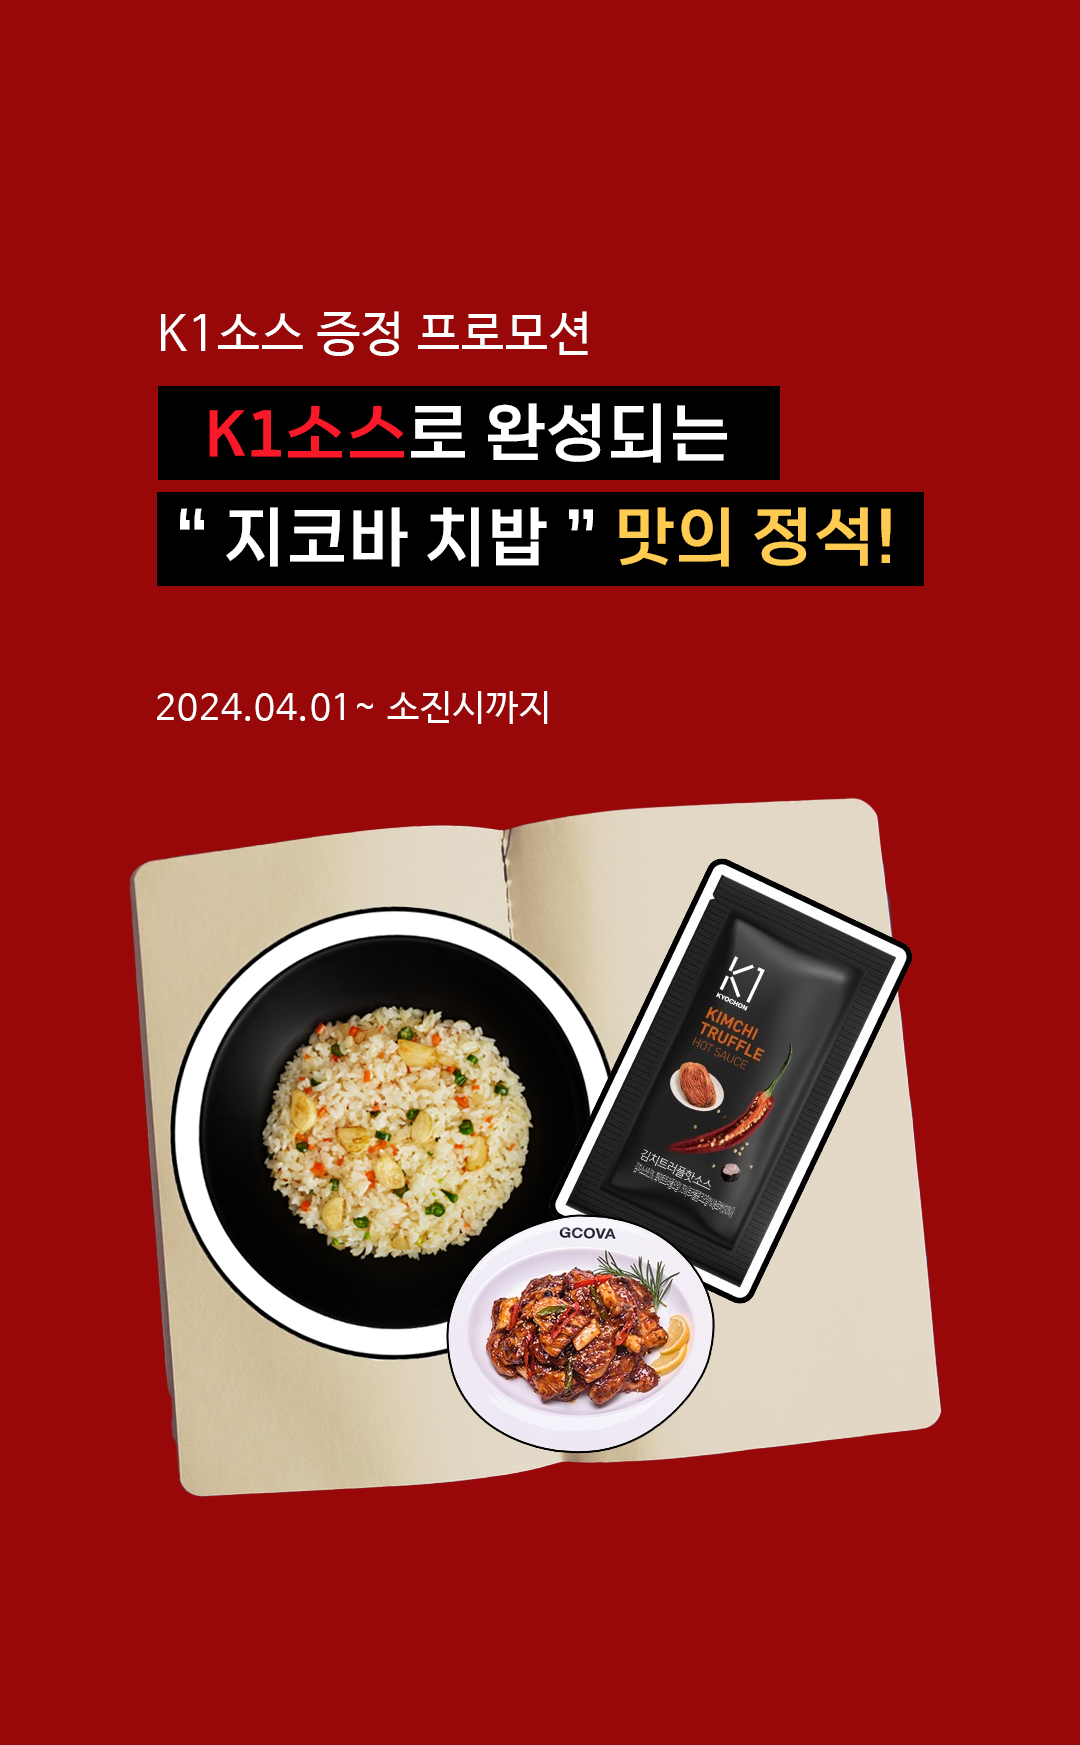 K1소스 증정 프로모션
K1소스로 완성되는
“ 지코바 치밥 ” 맛의 정석!
2024.04.01~ 소진시까지
K1
KYOCHON
KIMCHI
TRUFFLE
HOT SAUCE
김치트러플핫소스
GCOVA